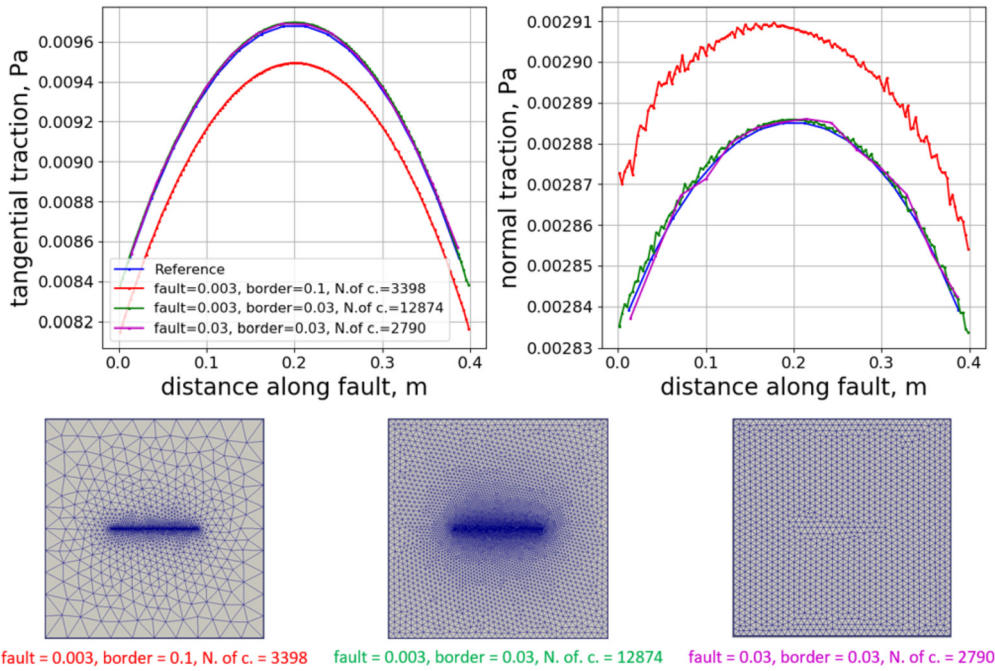 tangential traction, Pa
0.0096
0.0094
0.0092
0.0090
0.0088
0.0086
0.0084
0.0082
Reference
fault=0.003, border=0.1, N.of c.=3398
fault=0.003, border=0.03, N.of c.=12874
fault=0.03, border=0.03, N.of c.=2790
0.0 0.1 0.2 0.3 0.4
distance along fault, m
normal traction, Pa
0.00291
0.00290
0.00289
0.00288
0.00287
0.00286
0.00285
0.00284
0.00283
0.0 0.1 0.2 0.3 0.4
distance along fault, m
fault = 0.003, border = 0.1, N. of c. = 3398
fault = 0.003, border = 0.03, N. of c. = 12874
fault = 0.03, border = 0.03, N. of c. = 2790